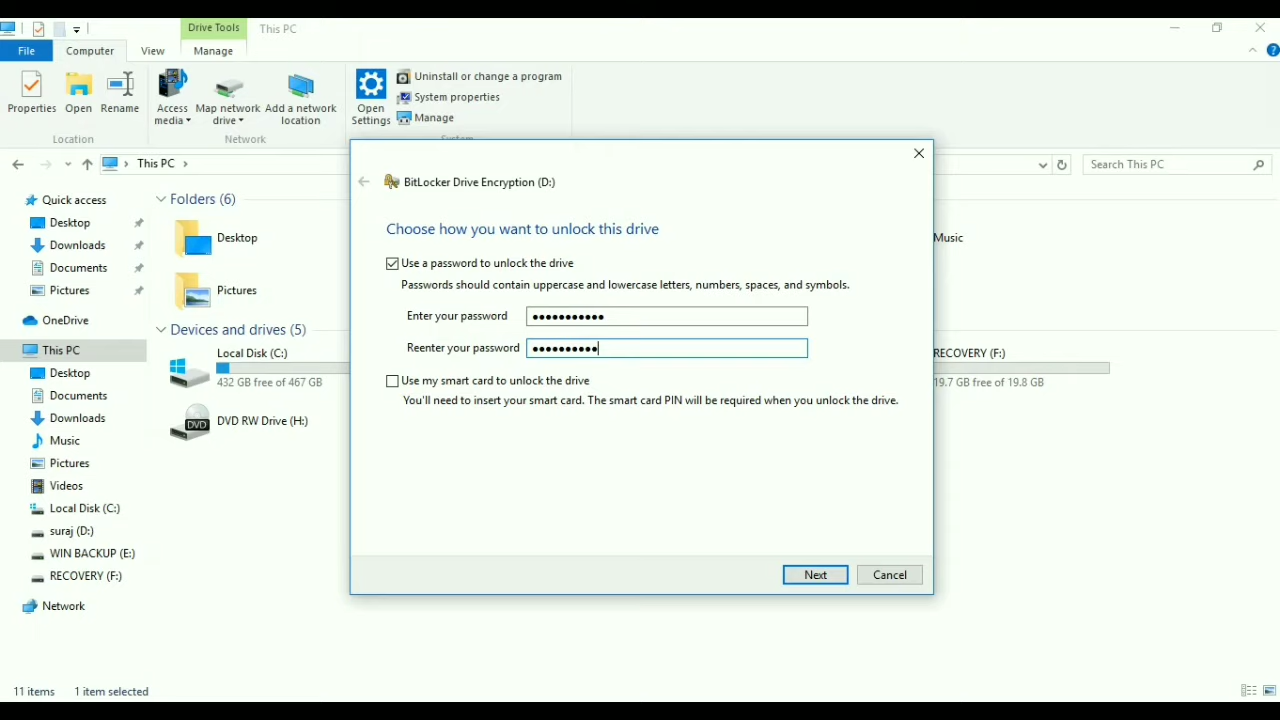 Drive Tools
This PC
File
Computer
View
Manage
Properties
Open
Rename
Access media
Map network drive
Add a network location
Open Settings
Uninstall or change a program
System properties
Manage
Location
Network
This PC
Search This PC
Quick access
Desktop
Downloads
Documents
Pictures
OneDrive
This PC
Desktop
Documents
Downloads
Music
Pictures
Videos
Local Disk (C:)
suraj (D:)
WIN BACKUP (E:)
RECOVERY (F:)
Network
Folders (6)
Desktop
Pictures
Music
Devices and drives (5)
Local Disk (C:)
432 GB free of 467 GB
DVD RW Drive (H:)
DVD
RECOVERY (F:)
19.7 GB free of 19.8 GB
BitLocker Drive Encryption (D:)
Choose how you want to unlock this drive
Use a password to unlock the drive
Passwords should contain uppercase and lowercase letters, numbers, spaces, and symbols.
Enter your password
Reenter your password
Use my smart card to unlock the drive
You'll need to insert your smart card. The smart card PIN will be required when you unlock the drive.
Next
Cancel
11 items
1 item selected